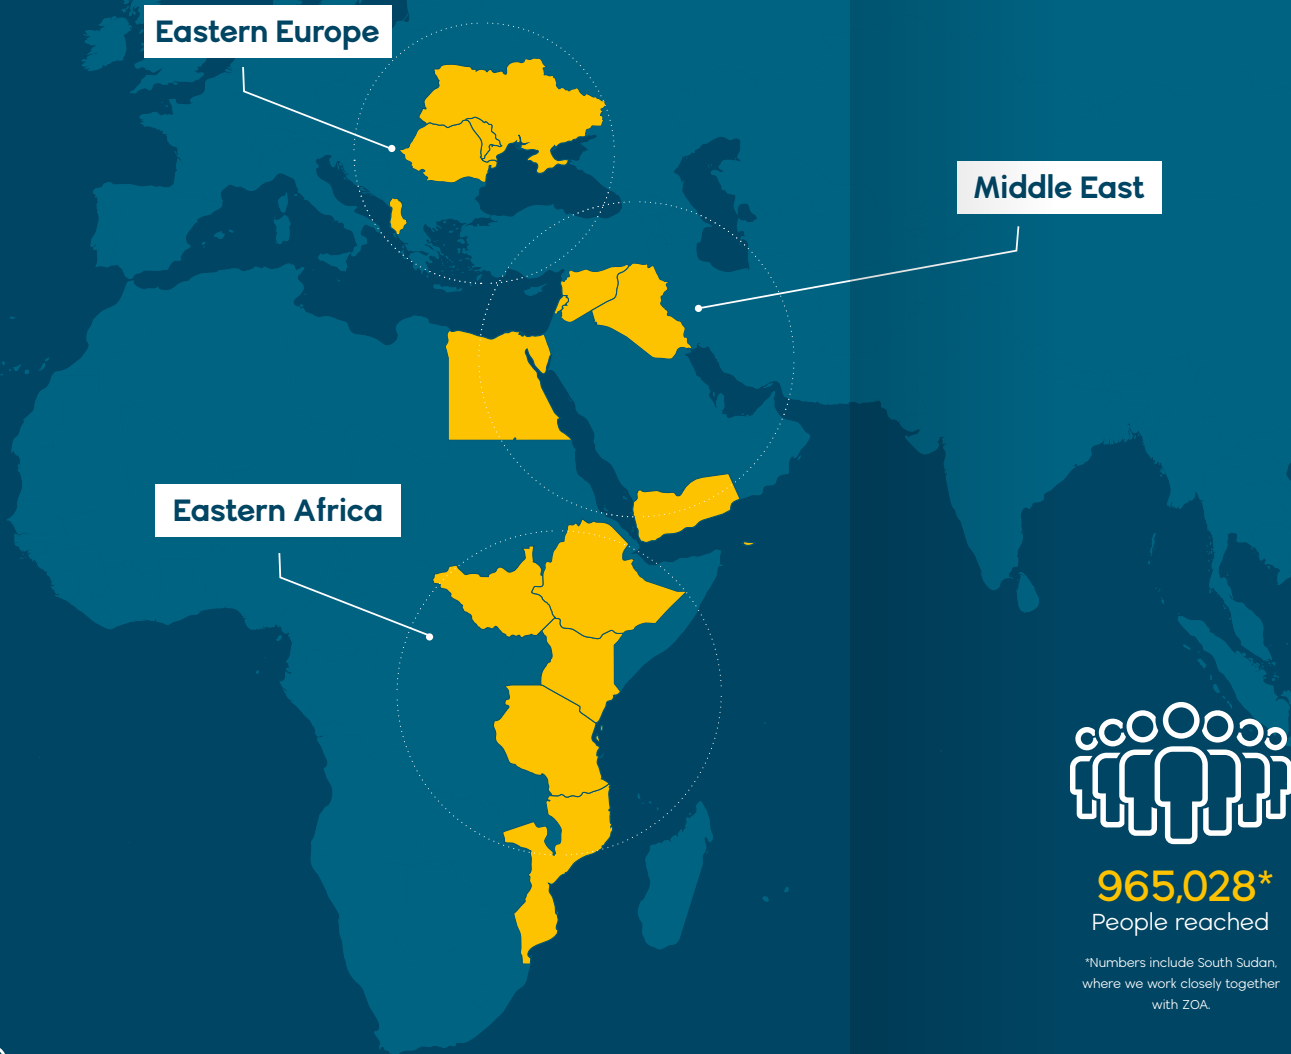 Eastern Europe
Middle East
Eastern Africa
965,028*
People reached
*Numbers include South Sudan,
where we work closely together
with ZOA.